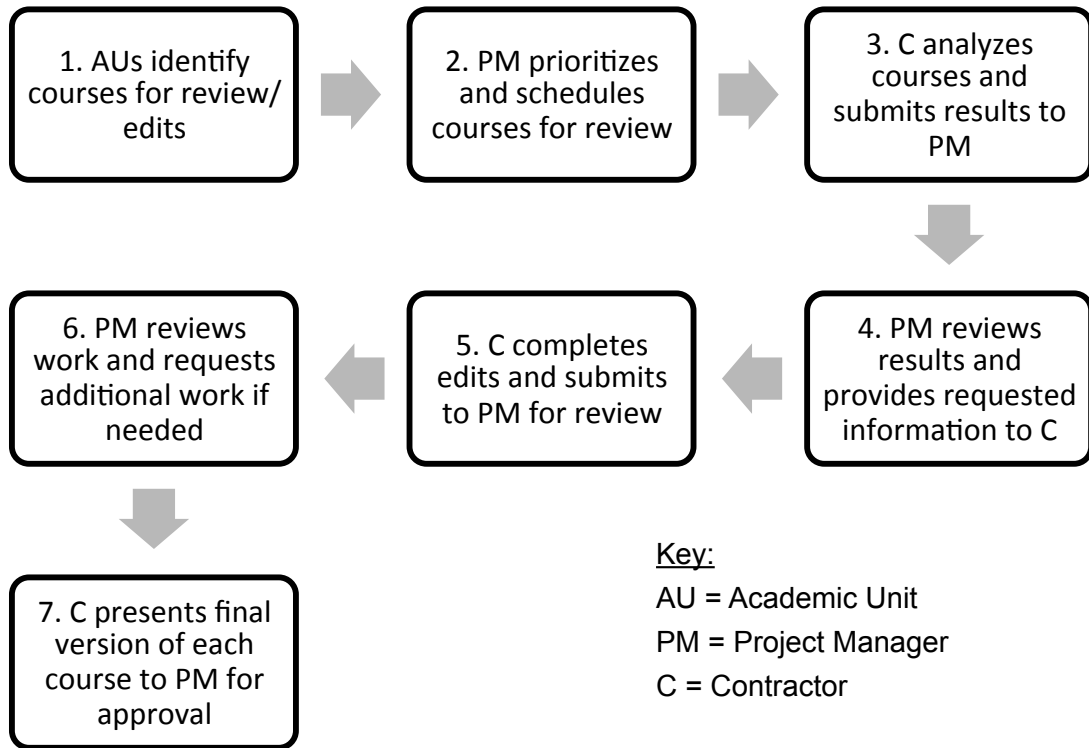 1. AUs identify
courses for review/
edits
2. PM prioritizes
and schedules
courses for review
3. C analyzes
courses and
submits results to
PM
4. PM reviews
results and
provides requested
information to C
5. C completes
edits and submits
to PM for review
6. PM reviews
work and requests
additional work if
needed
7. C presents final
version of each
course to PM for
approval
Key:
AU = Academic Unit
PM = Project Manager
C = Contractor